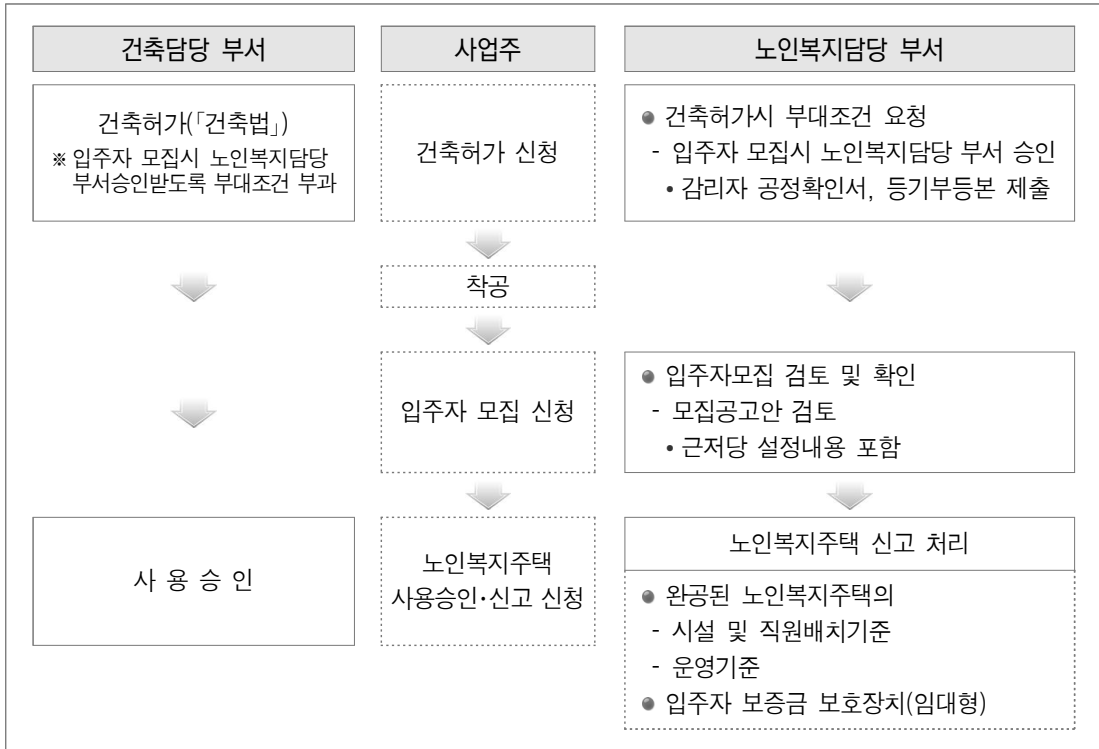 건축담당 부서
사업주
노인복지담당 부서
건축허가(「건축법」)
※ 입주자 모집시 노인복지담당
부서승인받도록 부대조건 부과
건축허가 신청
● 건축허가시 부대조건 요청
- 입주자 모집시 노인복지담당 부서 승인
• 감리자 공정확인서, 등기부등본 제출
착공
입주자 모집 신청
● 입주자모집 검토 및 확인
- 모집공고안 검토
• 근저당 설정내용 포함
사 용 승 인
노인복지주택
사용승인·신고 신청
노인복지주택 신고 처리
● 완공된 노인복지주택의
- 시설 및 직원배치기준
- 운영기준
● 입주자 보증금 보호장치(임대형)